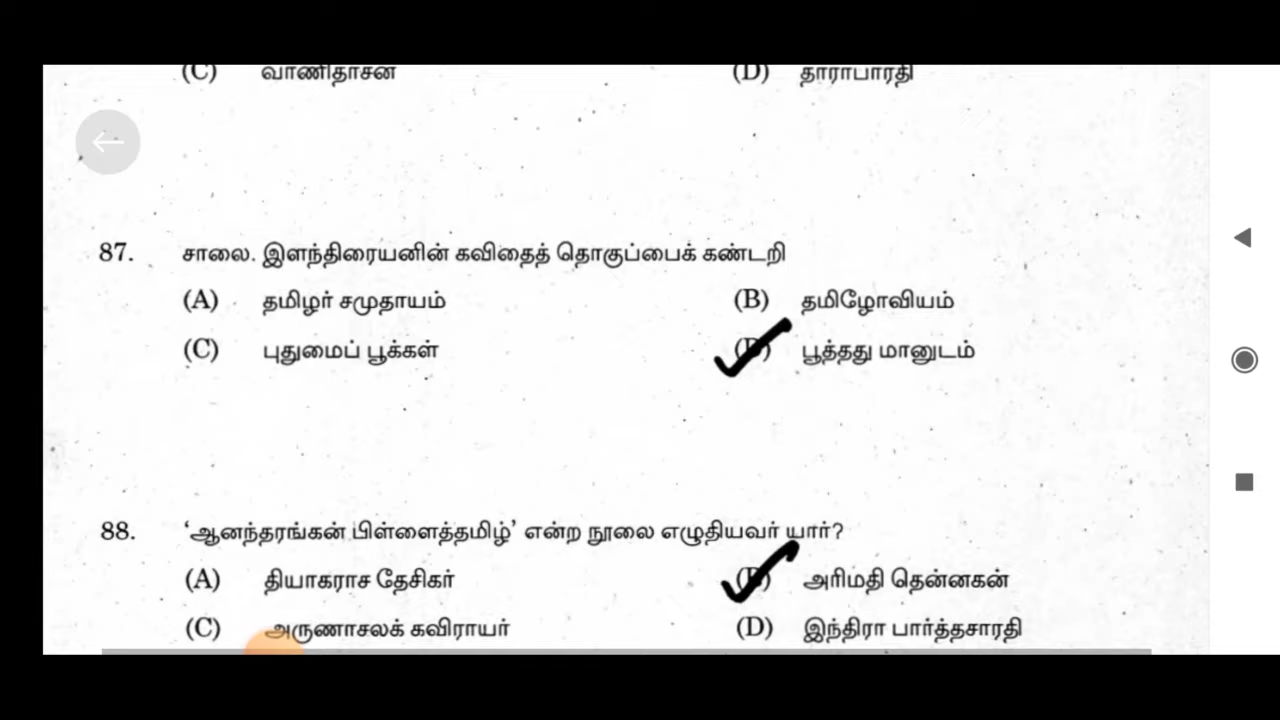 (C) வாணிதாசன் (D) தாராபாரதி
87. சாலை. இளந்திரையனின் கவிதைத் தொகுப்பைக் கண்டறி
(A) தமிழர் சமுதாயம் (B) தமிழோவியம்
(C) புதுமைப் பூக்கள் (D) பூத்தது மானுடம்
88. ‘ஆனந்தரங்கன் பிள்ளைத்தமிழ்’ என்ற நூலை எழுதியவர் யார்?
(A) தியாகராச தேசிகர் (B) அரிமதி தென்னகன்
(C) அருணாசலக் கவிராயர் (D) இந்திரா பார்த்தசாரதி